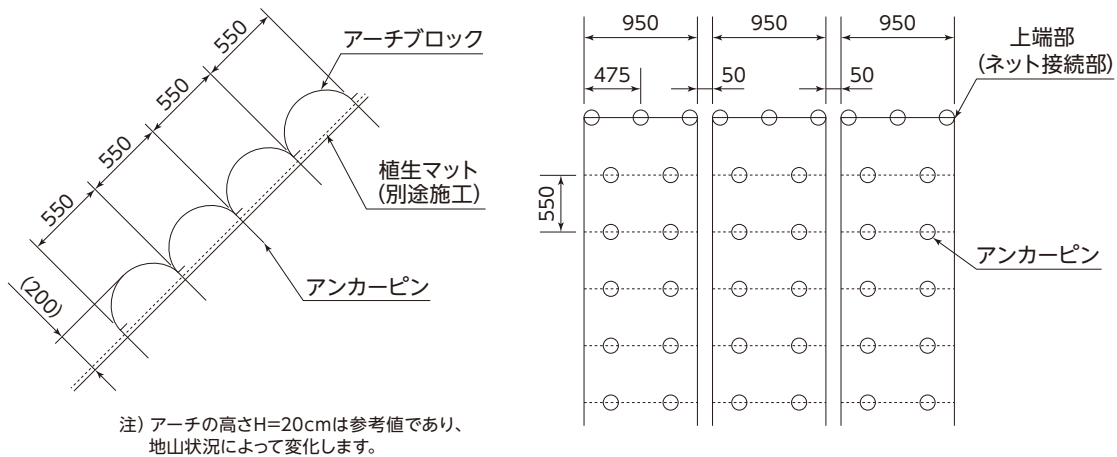 550
550
550
550
(200)
アーチブロック
植生マット
(別途施工)
アンカーピン
注) アーチの高さH=20cmは参考値であり、
地山状況によって変化します。
950
950
950
475
50
50
550
上端部
(ネット接続部)
アンカーピン